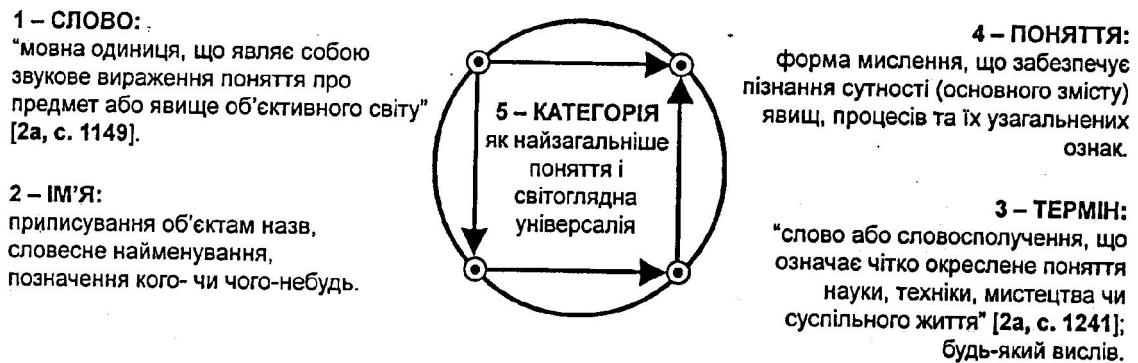 1 – СЛОВО:
“мовна одиниця, що являє собою
звукове вираження поняття про
предмет або явище об’єктивного світу”
[2а, с. 1149].
2 – ІМ’Я:
приписування об’єктам назв,
словесне найменування,
позначення кого- чи чого-небудь.
5 – КАТЕГОРІЯ
як найзагальніше
поняття і
світоглядна
універсалія
4 – ПОНЯТТЯ:
форма мислення, що забезпечує
пізнання сутності (основного змісту)
явищ, процесів та їх узагальнених
ознак.
3 – ТЕРМІН:
“слово або словосполучення, що
означає чітко окреслене поняття
науки, техніки, мистецтва чи
суспільного життя” [2а, с. 1241];
будь-який вислів.